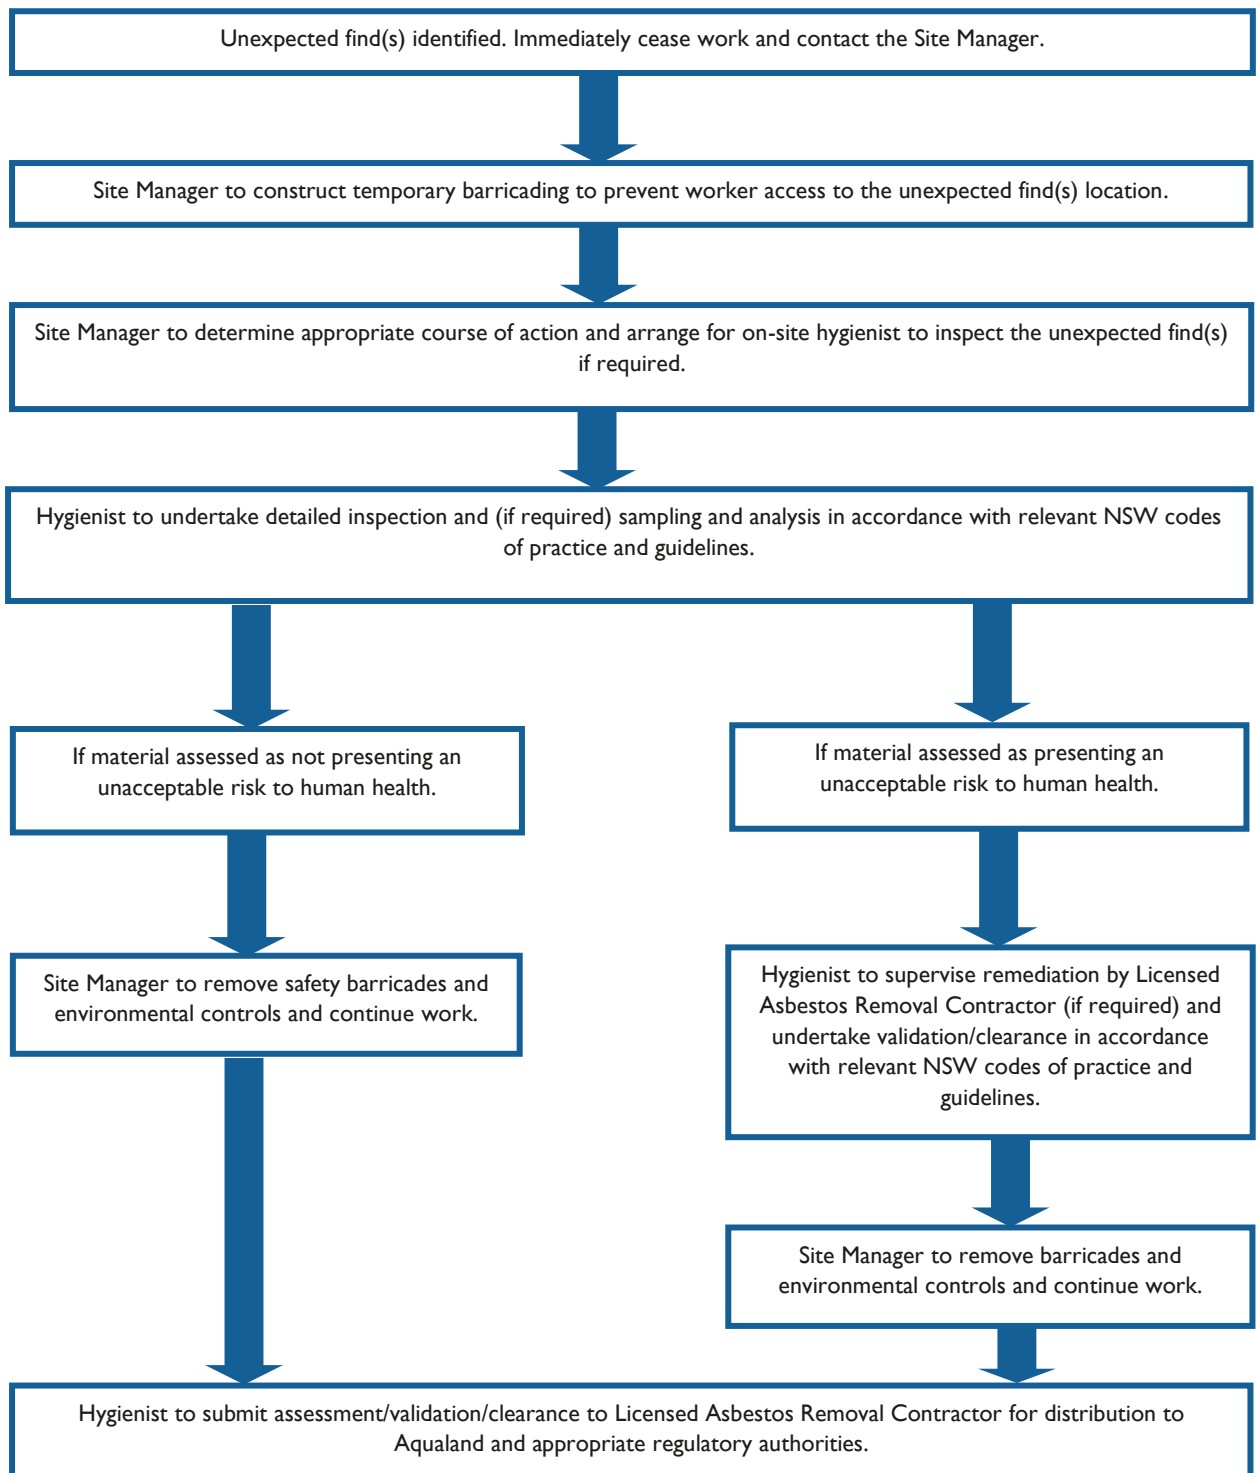 Unexpected find(s) identified. Immediately cease work and contact the Site Manager.
Site Manager to construct temporary barricading to prevent worker access to the unexpected find(s) location.
Site Manager to determine appropriate course of action and arrange for on-site hygienist to inspect the unexpected find(s)
if required.
Hygienist to undertake detailed inspection and (if required) sampling and analysis in accordance with relevant NSW codes
of practice and guidelines.
If material assessed as not presenting an
unacceptable risk to human health.
Site Manager to remove safety barricades and
environmental controls and continue work.
If material assessed as presenting an
unacceptable risk to human health.
Hygienist to supervise remediation by Licensed
Asbestos Removal Contractor (if required) and
undertake validation/clearance in accordance
with relevant NSW codes of practice and
guidelines.
Site Manager to remove barricades and
environmental controls and continue work.
Hygienist to submit assessment/validation/clearance to Licensed Asbestos Removal Contractor for distribution to
Aqualand and appropriate regulatory authorities.